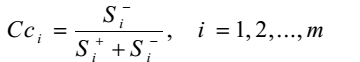 Cc_i = S_i^- / (S_i^+ + S_i^-), i = 1,2,...,m